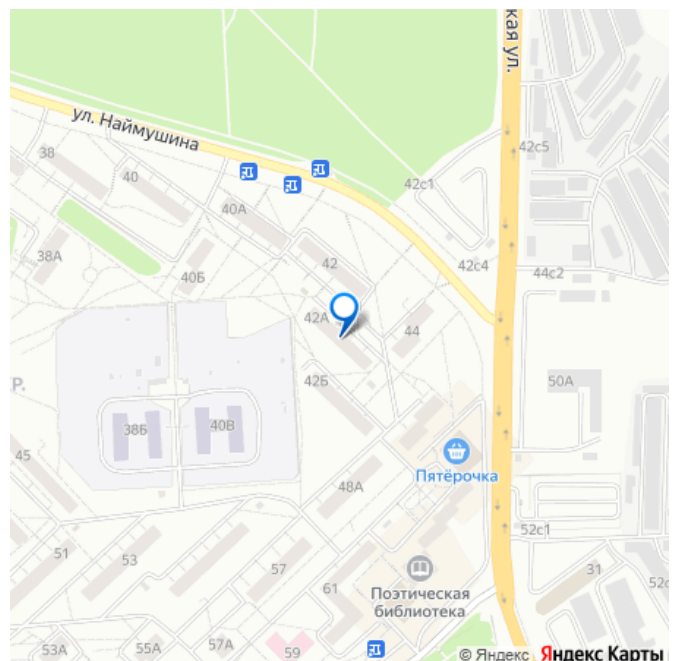 кая ул.
ул. Наймушина
42с5
38
40
42с1
40А
38А
42
42с4
44с2
40Б
42А
44
Р.
42Б
50А
38Б
40В
45
Пятёрочка
48А
52с1
51
53
57
61
31
52с
Поэтическая
библиотека
53А
55А
57А
59
© Яндекс Яндекс Карты